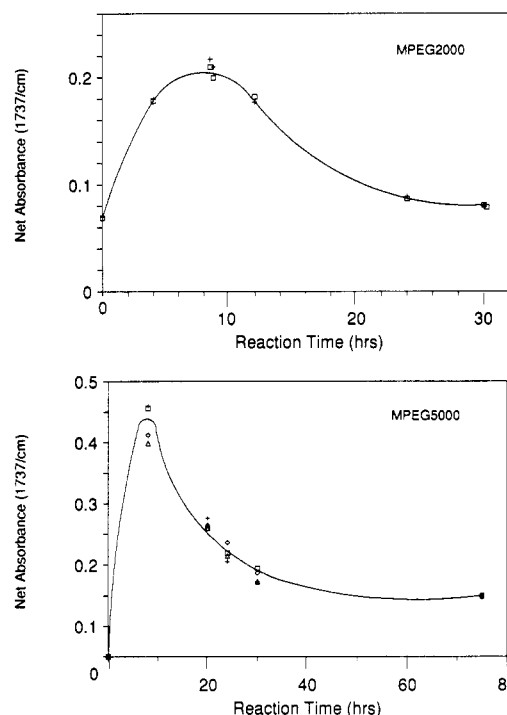 Net Absorbance (1737/cm)
MPEG2000
0.2
0.1
0
0 10 20 30
Reaction Time (hrs)
Net Absorbance (1737/cm)
MPEG5000
0.5
0.4
0.3
0.2
0.1
0
20 40 60 8
Reaction Time (hrs)